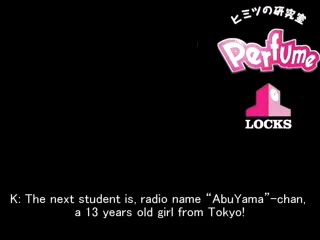 ヒミツの研究室
Perfume
LOCKS
K: The next student is, radio name “AbuYama”-chan,
a 13 years old girl from Tokyo!